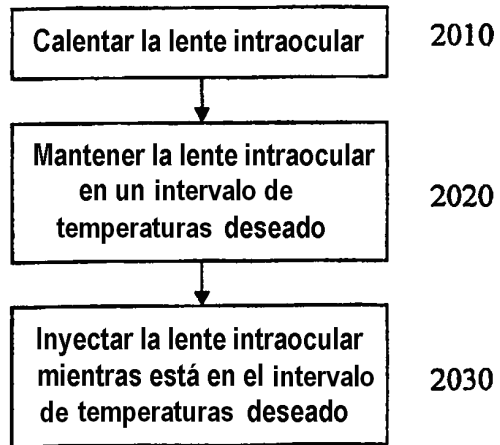 Calentar la lente intraocular 2010
Mantener la lente intraocular
en un intervalo de 2020
temperaturas deseado
Inyectar la lente intraocular
mientras está en el intervalo 2030
de temperaturas deseado